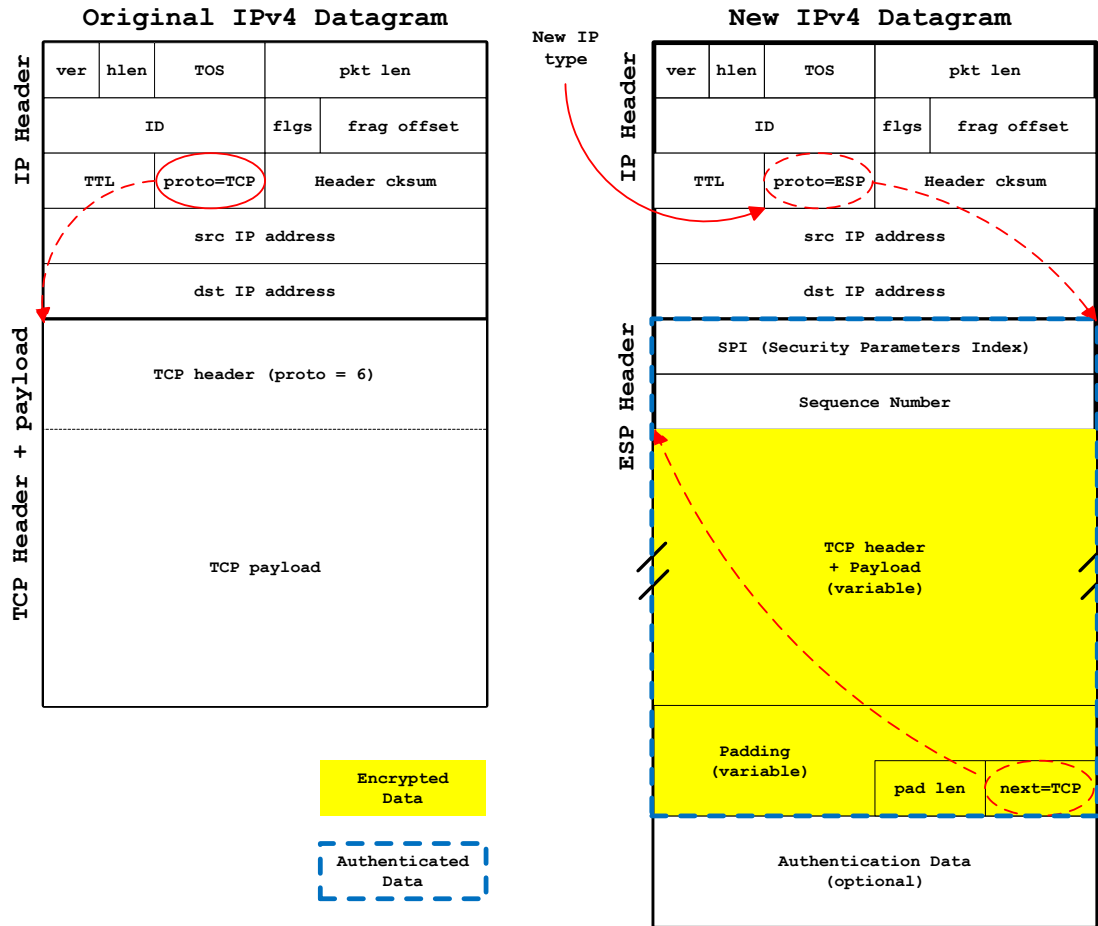 Original IPv4 Datagram
IP Header
ver hlen TOS pkt len
ID flgs frag offset
TTL proto=TCP Header cksum
src IP address
dst IP address
TCP Header + payload
TCP header (proto = 6)
TCP payload
Encrypted
Data
Authenticated
Data
New IPv4 Datagram
New IP
type
IP Header
ver hlen TOS pkt len
ID flgs frag offset
TTL proto=ESP Header cksum
src IP address
dst IP address
ESP Header
SPI (Security Parameters Index)
Sequence Number
TCP header
+ Payload
(variable)
Padding
(variable)
pad len next=TCP
Authentication Data
(optional)